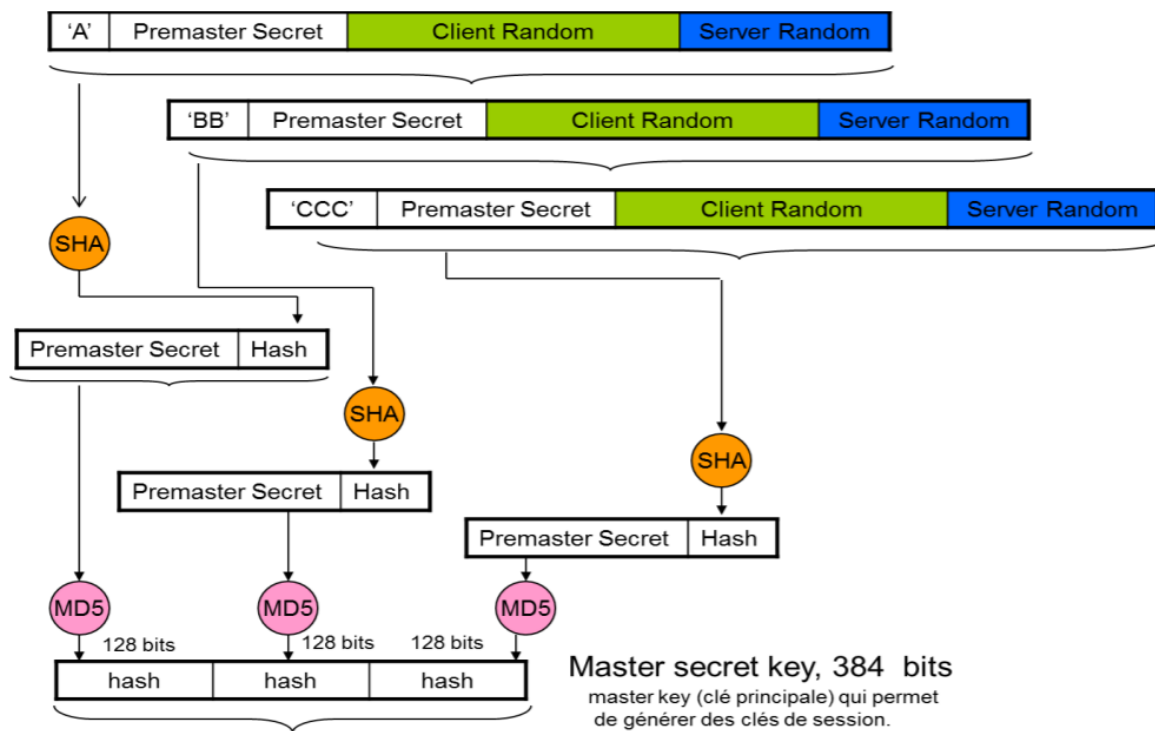 ‘A’ Premaster Secret Client Random Server Random
‘BB’ Premaster Secret Client Random Server Random
‘CCC’ Premaster Secret Client Random Server Random
SHA
Premaster Secret Hash
SHA
SHA
Premaster Secret Hash
Premaster Secret Hash
MD5 MD5 MD5
128 bits 128 bits 128 bits
hash hash hash
Master secret key, 384 bits
master key (clé principale) qui permet
de générer des clés de session.